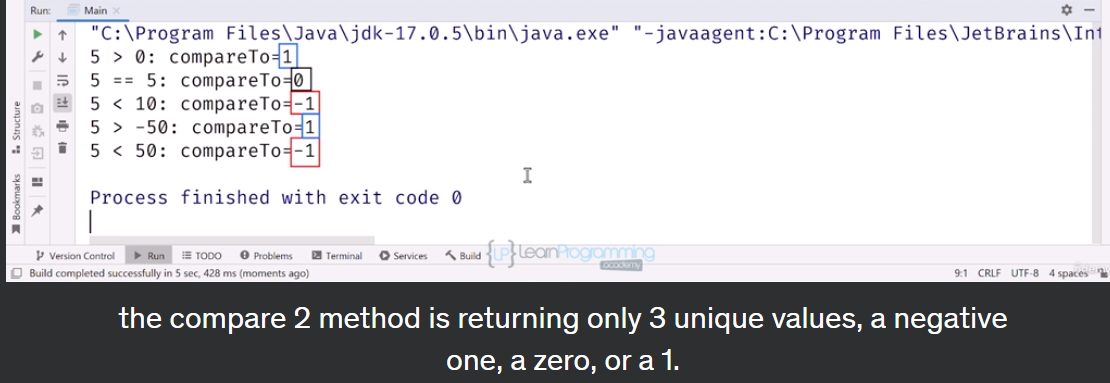 Run: Main
"C:\Program Files\Java\jdk-17.0.5\bin\java.exe" "-javaagent:C:\Program Files\JetBrains\Int
5 > 0: compareTo=1
5 == 5: compareTo=0
5 < 10: compareTo=-1
5 > -50: compareTo=1
5 < 50: compareTo=-1
Process finished with exit code 0
Structure
Bookmarks
Version Control Run TODO Problems Terminal Services Build
{LP} LearnProgramming
academy
Build completed successfully in 5 sec, 428 ms (moments ago) 9:1 CRLF UTF-8 4 spaces
the compare 2 method is returning only 3 unique values, a negative
one, a zero, or a 1.